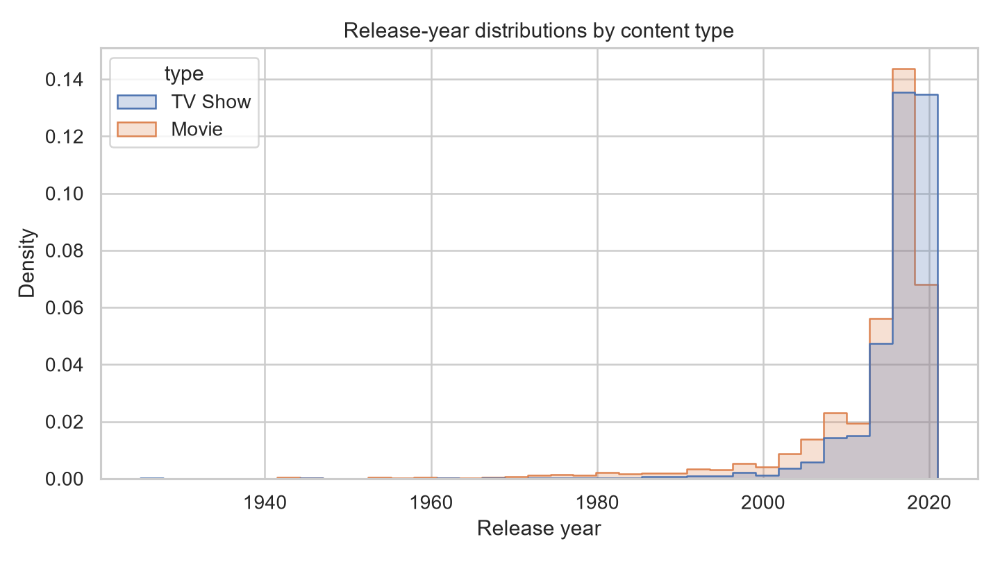 Release-year distributions by content type
type
TV Show
Movie
0.14
0.12
0.10
0.08
0.06
0.04
0.02
0.00
Density
1940 1960 1980 2000 2020
Release year